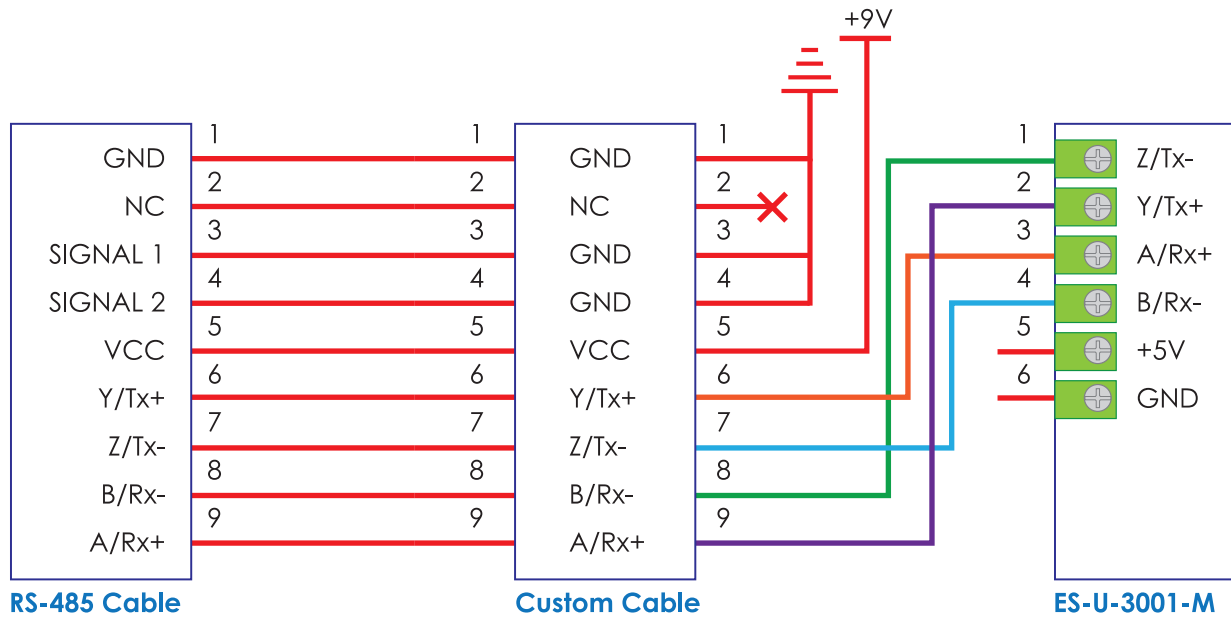 +9V
1
GND
2
NC
3
SIGNAL 1
4
SIGNAL 2
5
VCC
6
Y/Tx+
7
Z/Tx-
8
B/Rx-
9
A/Rx+
RS-485 Cable
1
2
3
4
5
6
7
8
9
GND
NC
GND
GND
VCC
Y/Tx+
Z/Tx-
B/Rx-
A/Rx+
1
2
3
4
5
6
7
8
9
Custom Cable
1
2
3
4
5
6
Z/Tx-
Y/Tx+
A/Rx+
B/Rx-
+5V
GND
ES-U-3001-M